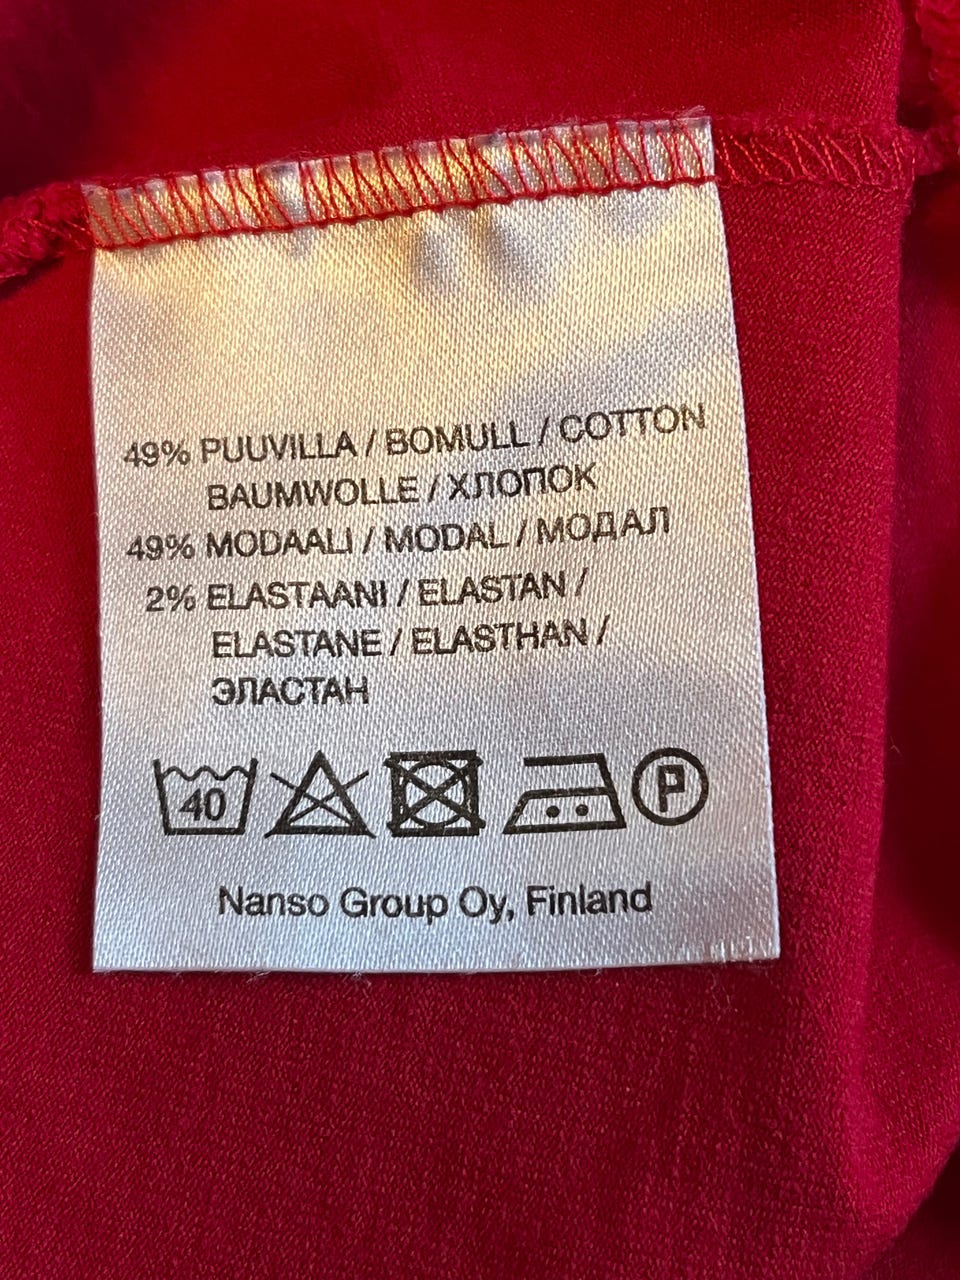 49% PUUVILLA / BOMULL / COTTON
BAUMWOLLE / ХЛОПОК
49% MODAALI / MODAL / МОДАЛ
2% ELASTAANI / ELASTAN /
ELASTANE / ELASTHAN /
ЭЛАСТАН
40 P
Nanso Group Oy, Finland